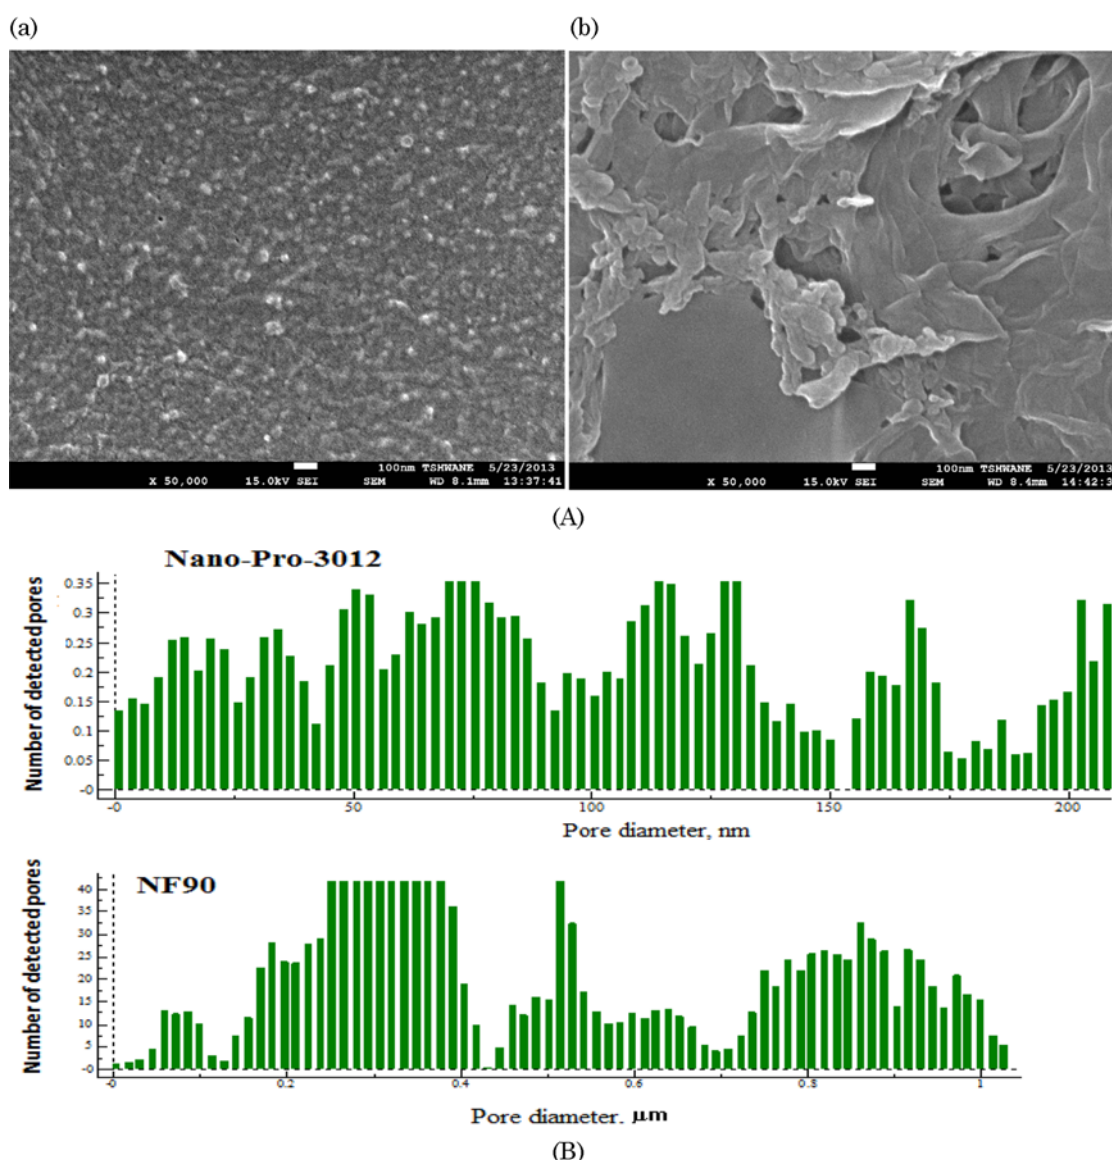 (a)
(b)
100nm TSHWANE 5/23/2013
X 50,000 15.0kV SEI SEM WD 8.1mm 13:37:41
100nm TSHWANE 5/23/2013
X 50,000 15.0kV SEI SEM WD 8.4mm 14:42:3
(A)
Nano-Pro-3012
Number of detected pores
0.35
0.3
0.25
0.2
0.15
0.1
0.05
-0
-0 50 100 150 200
Pore diameter, nm
NF90
Number of detected pores
40
35
30
25
20
15
10
5
-0
-0 0.2 0.4 0.6 0.8 1
Pore diameter. µm
(B)